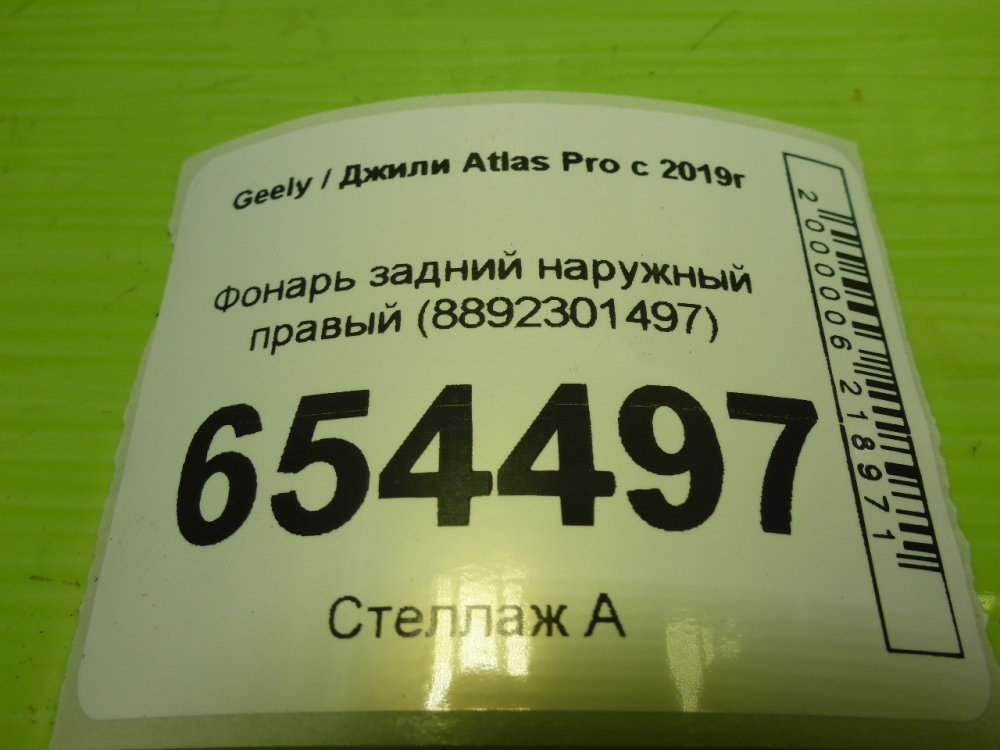 Geely / Джили Atlas Pro с 2019г
Фонарь задний наружный
правый (8892301497)
654497
Стеллаж А
2000006218971